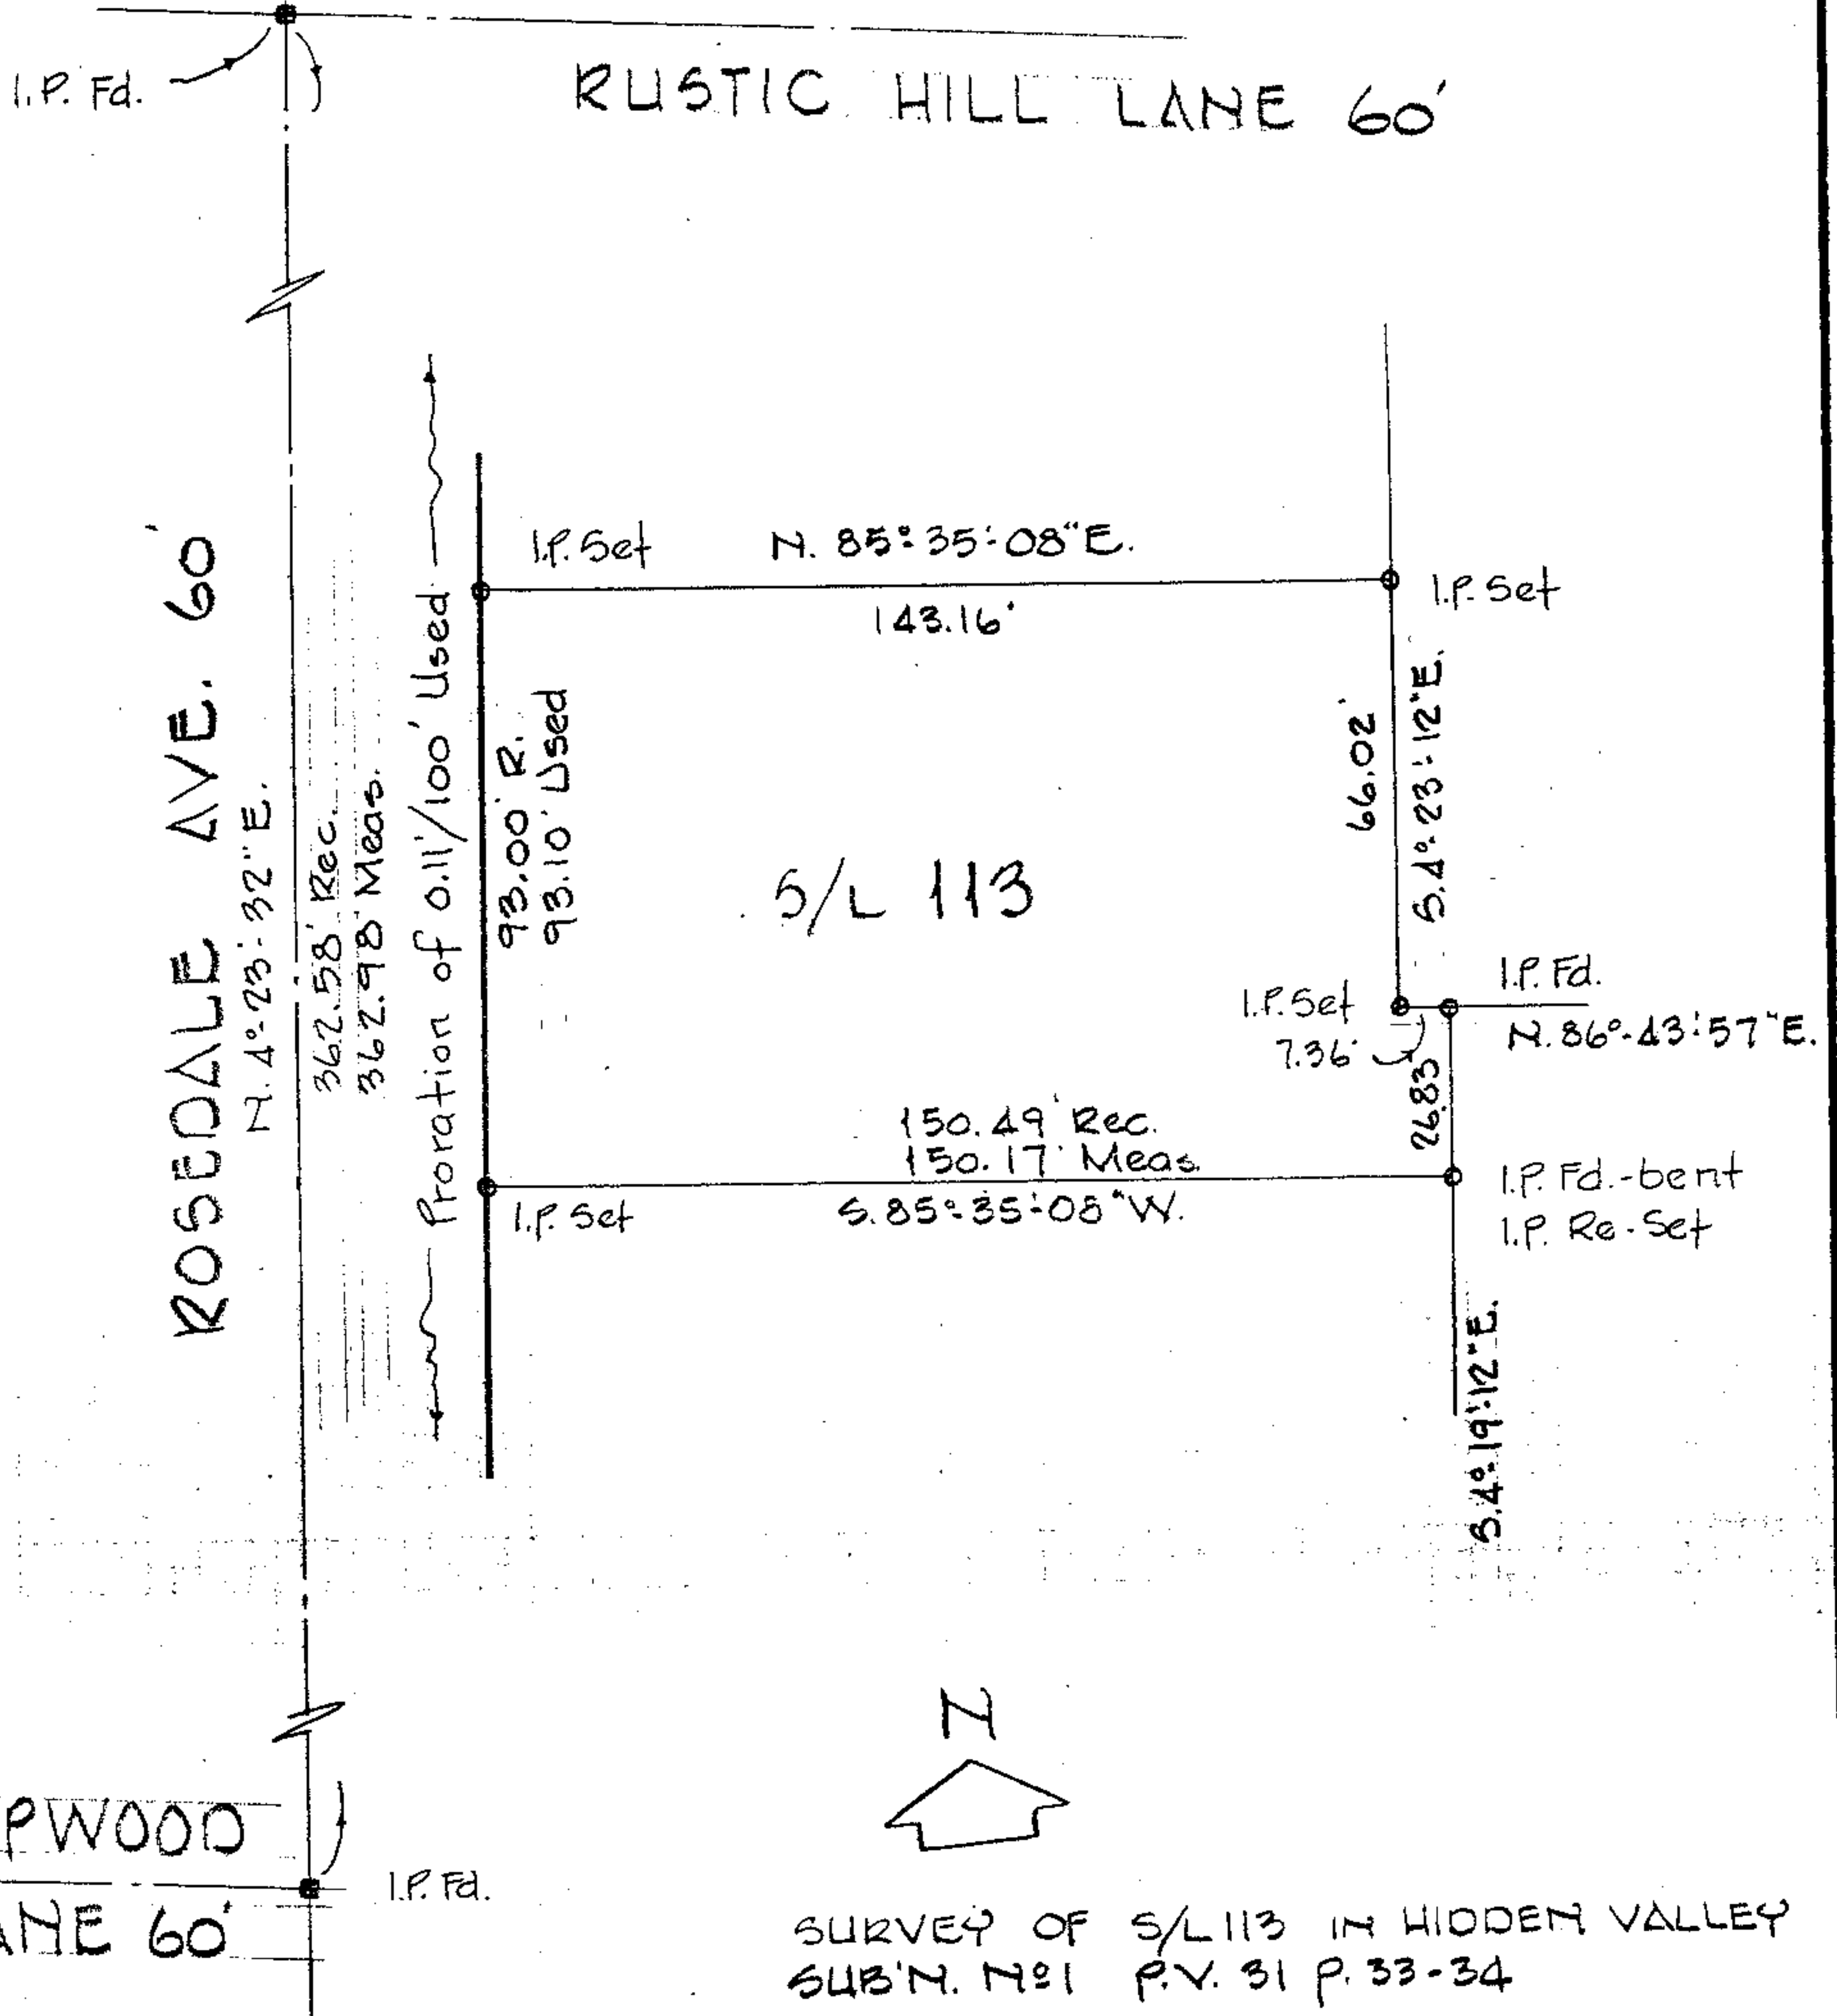 I.P. Fd.
RUSTIC HILL LANE 60'
ROSEDALE AVE. 60'
N. 4°-23'-32" E.
362.58' Rec.
362.98' Meas.
Proration of 0.11'/100' Used
93.00' R.
93.10' Used
I.P. Set
N. 85°-35'-08" E.
143.16'
I.P. Set
66.02'
S. 4°-23'-12" E.
S/L 113
I.P. Set
7.36'
I.P. Fd.
N. 86°-43'-57" E.
26.83
150.49' Rec.
150.17' Meas.
S. 85°-35'-08" W.
I.P. Set
I.P. Fd.-bent
I.P. Re-Set
S. 4°-19'-12" E.
N
PWOOD
ANE 60'
I.P. Fd.
SURVEY OF S/L 113 IN HIDDEN VALLEY
SUB'N. Nº1 P.V. 31 P. 33-34